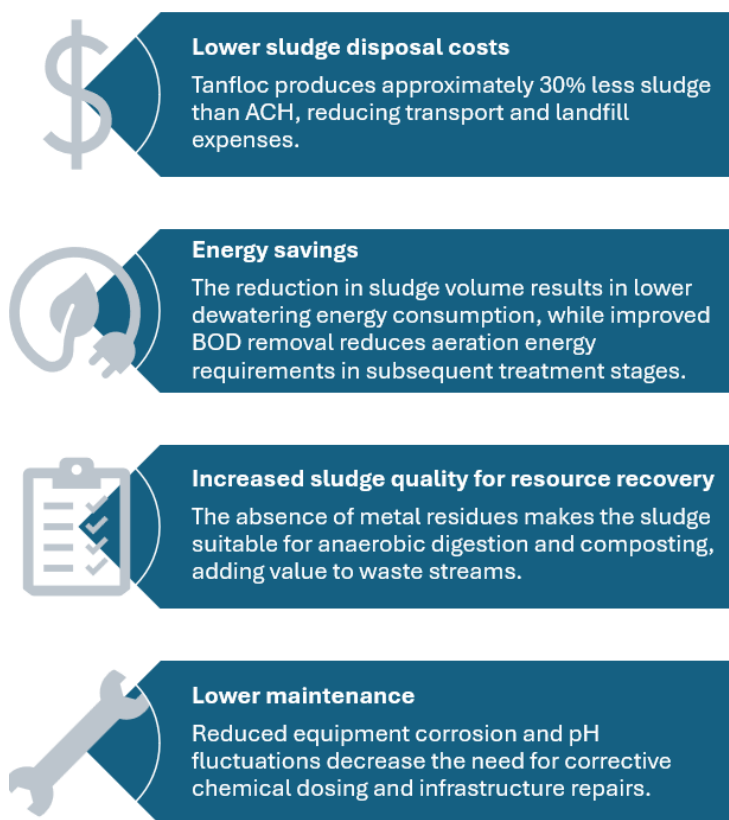 Lower sludge disposal costs
Tanfloc produces approximately 30% less sludge
than ACH, reducing transport and landfill
expenses.
Energy savings
The reduction in sludge volume results in lower
dewatering energy consumption, while improved
BOD removal reduces aeration energy
requirements in subsequent treatment stages.
Increased sludge quality for resource recovery
The absence of metal residues makes the sludge
suitable for anaerobic digestion and composting,
adding value to waste streams.
Lower maintenance
Reduced equipment corrosion and pH
fluctuations decrease the need for corrective
chemical dosing and infrastructure repairs.